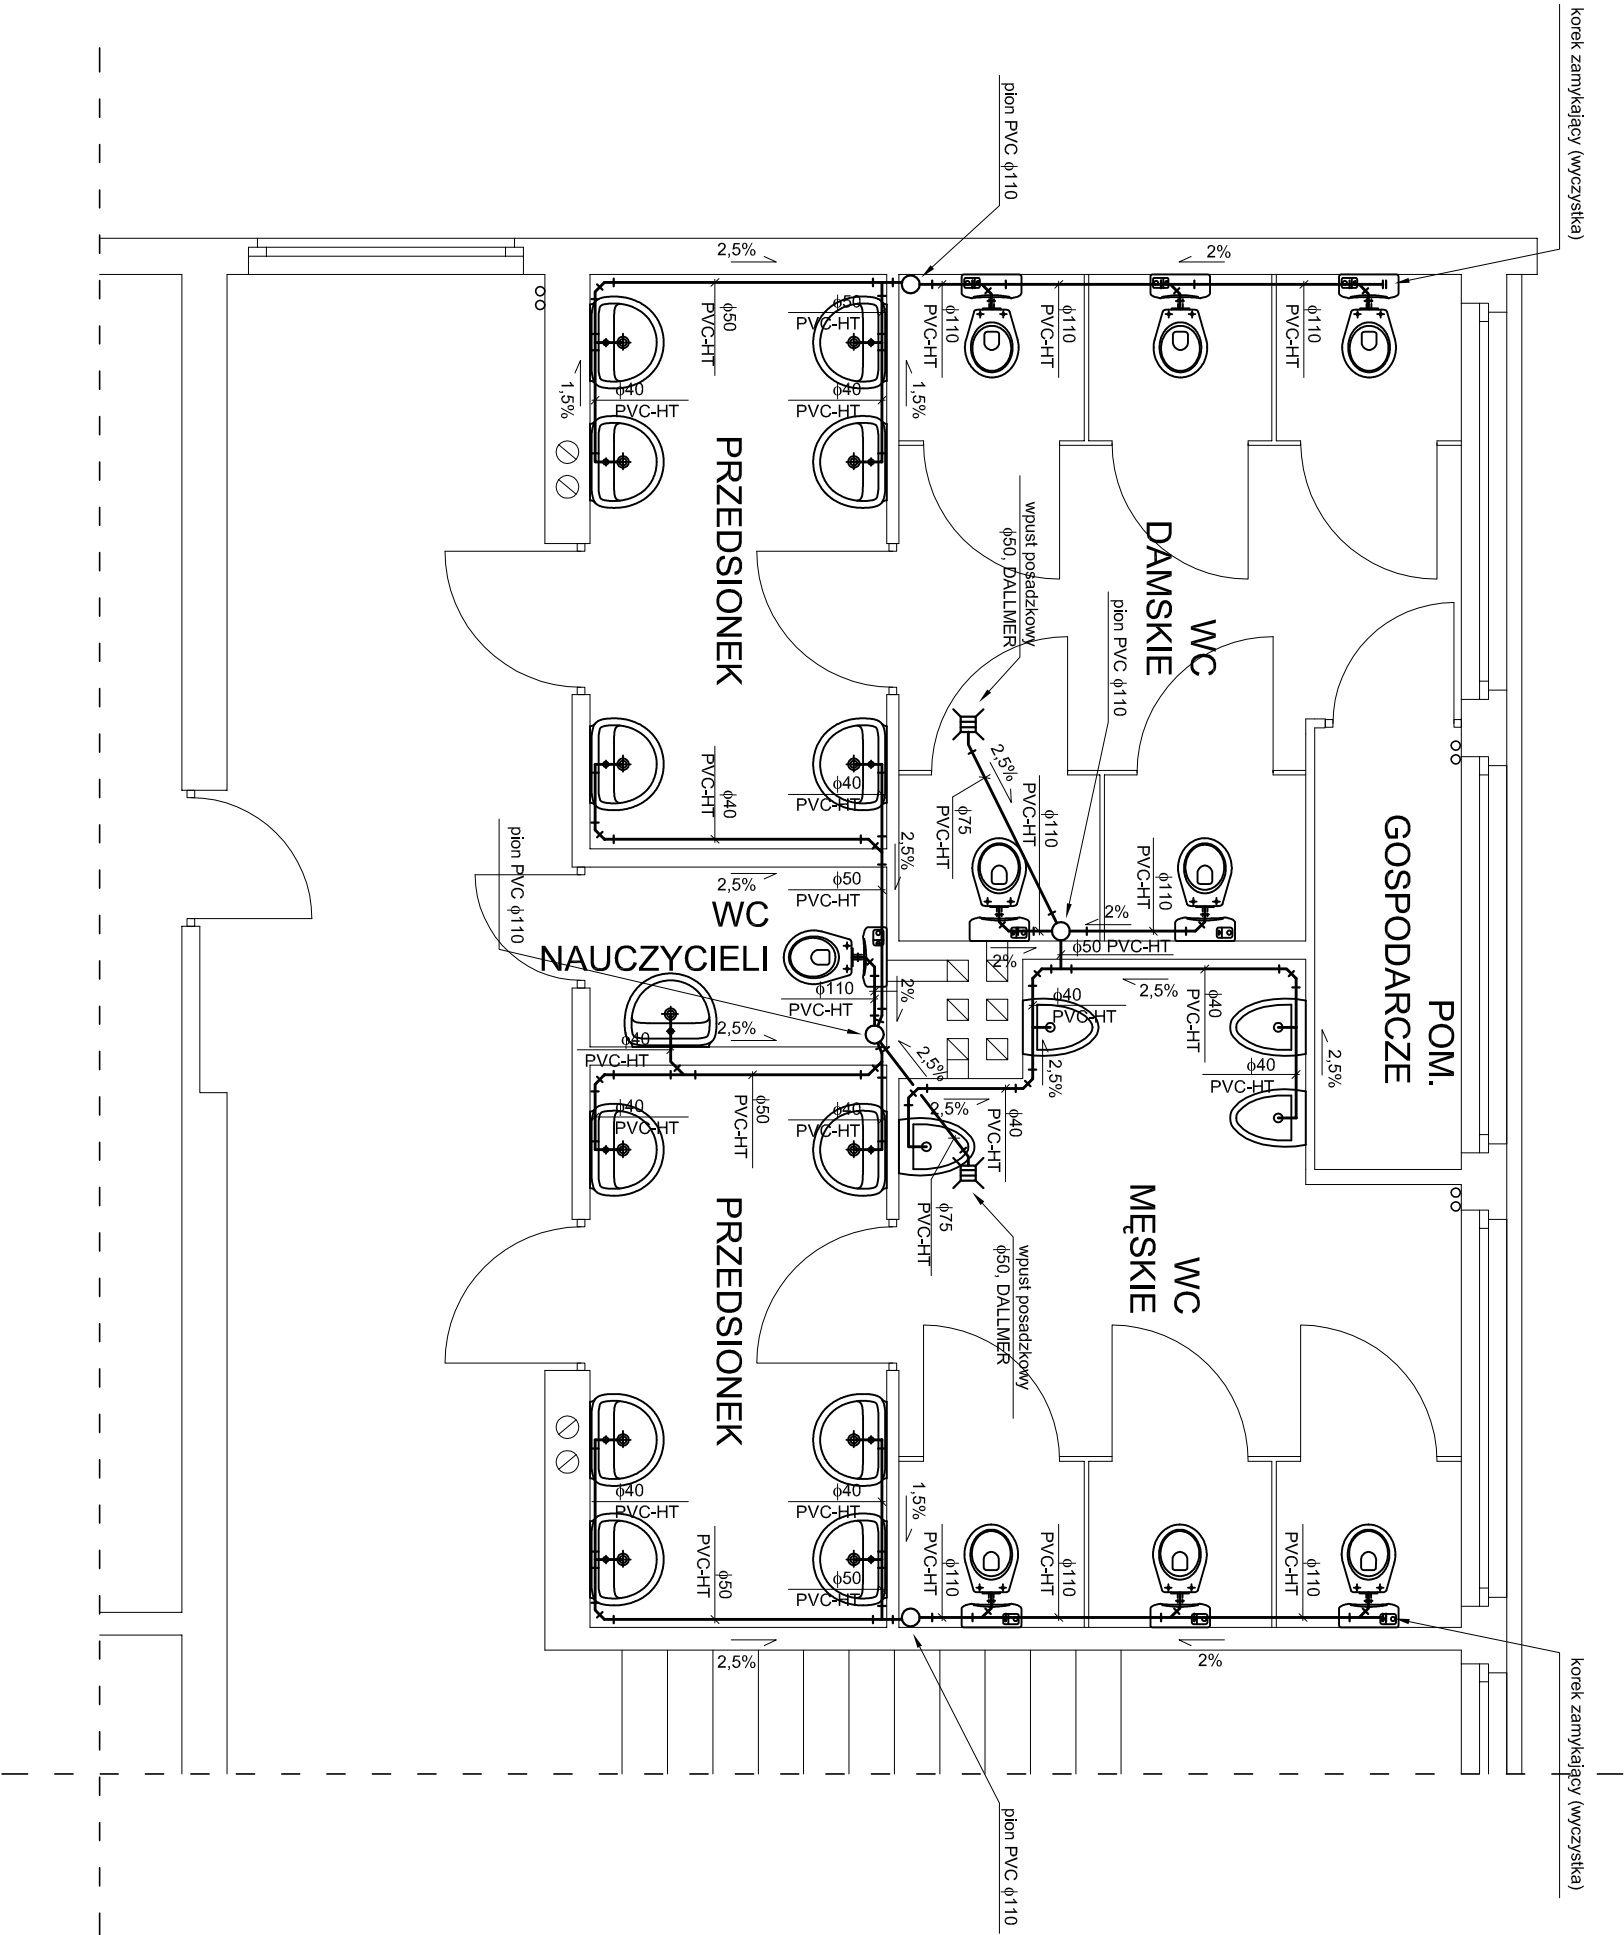 korek zamykający (wyczystka)
pion PVC ϕ110
2,5%
2%
ϕ50
PVC-HT
ϕ50
PVC-HT
ϕ110
PVC-HT
ϕ110
PVC-HT
ϕ110
PVC-HT
1,5%
ϕ40
PVC-HT
ϕ40
PVC-HT
1,5%
PRZEDSIONEK
WC
DAMSKIE
wpust posadzkowy
ϕ50, DALLMER
pion PVC ϕ110
2,5%
ϕ40
PVC-HT
ϕ40
PVC-HT
ϕ75
PVC-HT
ϕ110
PVC-HT
ϕ110
PVC-HT
POM.
GOSPODARCZE
pion PVC ϕ110
2,5%
2,5%
ϕ50
PVC-HT
WC
NAUCZYCIELI
2%
ϕ50 PVC-HT
2%
2%
ϕ110
PVC-HT
2,5%
ϕ40
PVC-HT
2,5%
ϕ40
PVC-HT
2,5%
ϕ40
PVC-HT
2,5%
ϕ40
PVC-HT
2,5%
ϕ40
PVC-HT
ϕ50
PVC-HT
ϕ40
PVC-HT
2,5%
ϕ40
PVC-HT
ϕ75
PVC-HT
wpust posadzkowy
ϕ50, DALLMER
PRZEDSIONEK
WC
MĘSKIE
ϕ40
PVC-HT
ϕ40
PVC-HT
1,5%
ϕ50
PVC-HT
ϕ50
PVC-HT
ϕ110
PVC-HT
ϕ110
PVC-HT
ϕ110
PVC-HT
2,5%
2%
korek zamykający (wyczystka)
pion PVC ϕ110